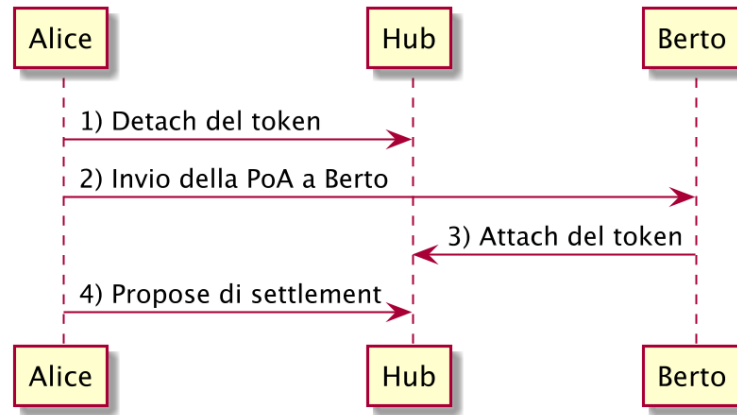 Alice Hub Berto
1) Detach del token
2) Invio della PoA a Berto
3) Attach del token
4) Propose di settlement
Alice Hub Berto